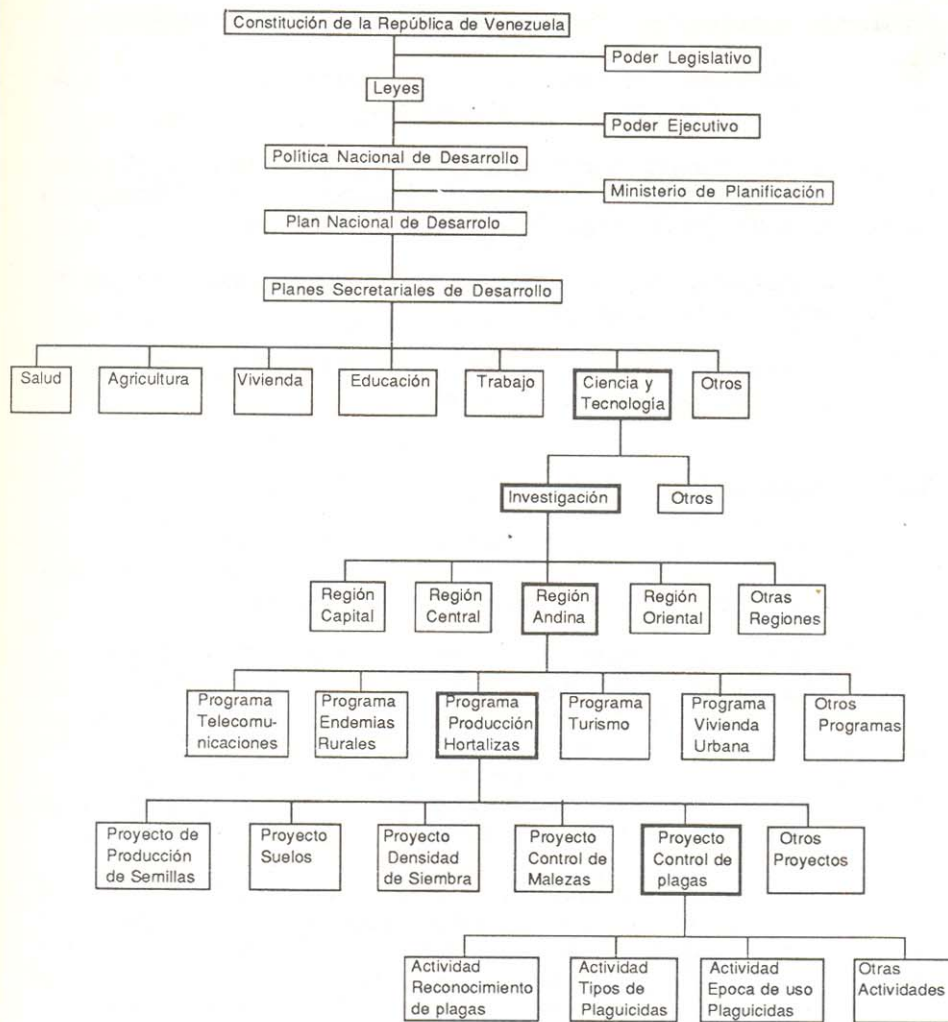 Constitución de la República de Venezuela
Poder Legislativo
Leyes
Poder Ejecutivo
Política Nacional de Desarrollo
Ministerio de Planificación
Plan Nacional de Desarrolo
Planes Secretariales de Desarrollo
Salud
Agricultura
Vivienda
Educación
Trabajo
Ciencia y
Tecnología
Otros
Investigación
Otros
Región
Capital
Región
Central
Región
Andina
Región
Oriental
Otras
Regiones
Programa
Telecomu-
nicaciones
Programa
Endemias
Rurales
Programa
Producción
Hortalizas
Programa
Turismo
Programa
Vivienda
Urbana
Otros
Programas
Proyecto de
Producción
de Semillas
Proyecto
Suelos
Proyecto
Densidad
de Siembra
Proyecto
Control de
Malezas
Proyecto
Control de
plagas
Otros
Proyectos
Actividad
Reconocimiento
de plagas
Actividad
Tipos de
Plaguicidas
Actividad
Epoca de uso
Plaguicidas
Otras
Actividades